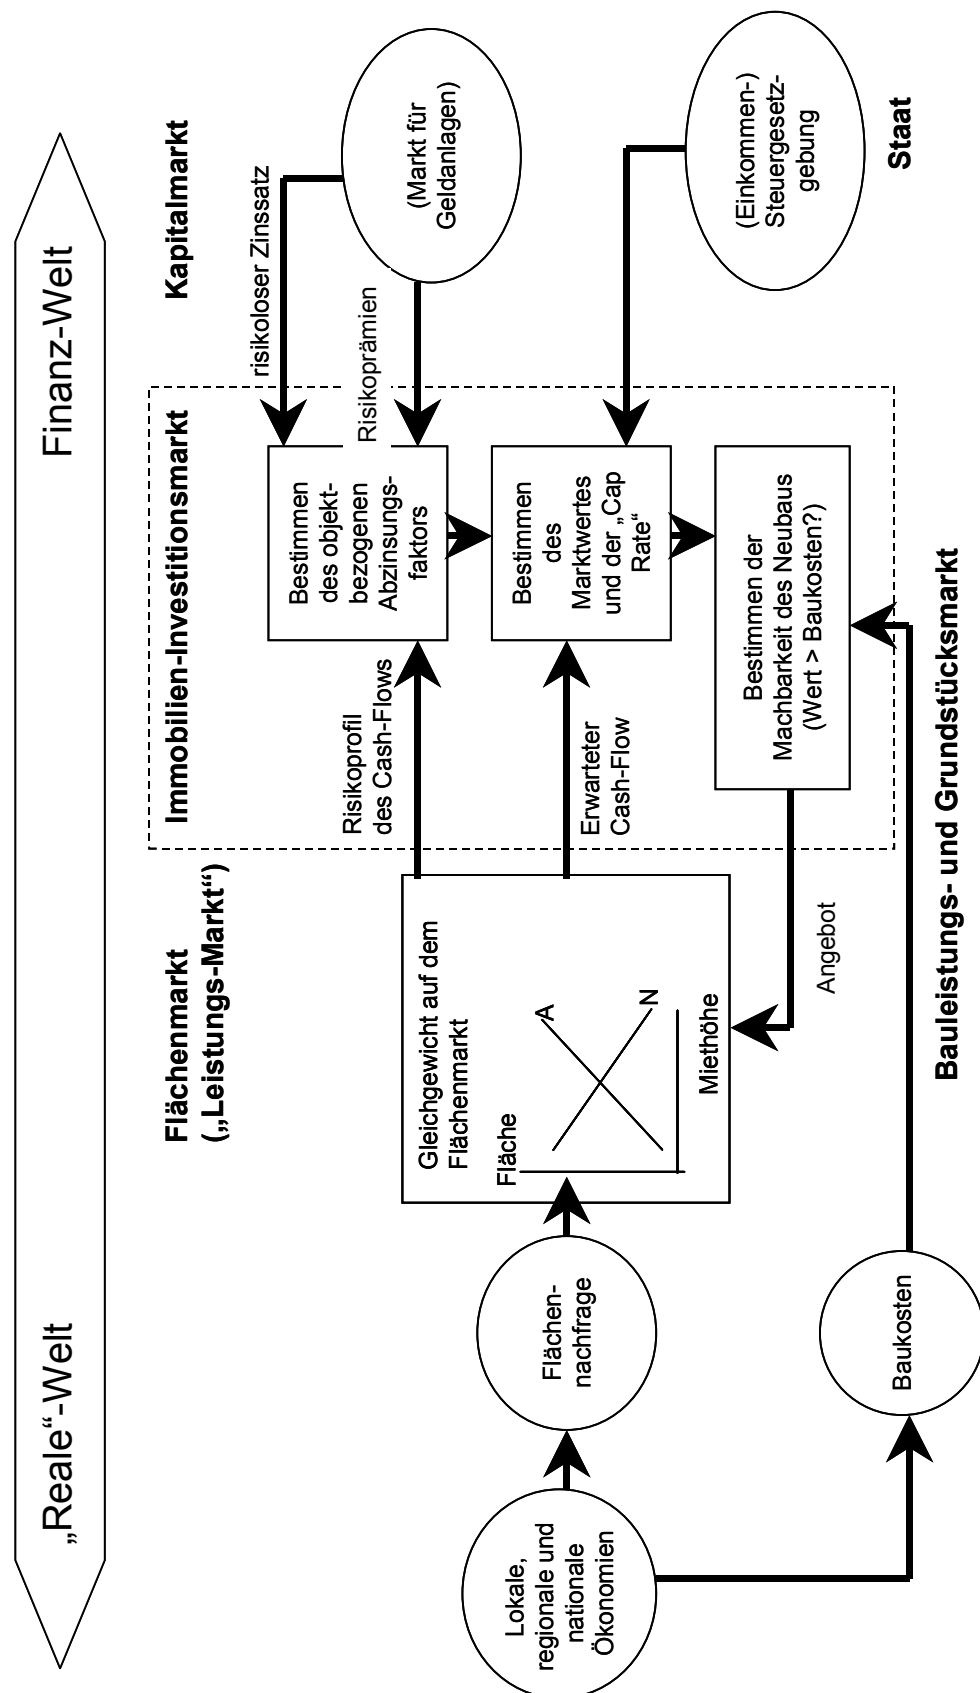 „Reale“-Welt
Finanz-Welt
Flächenmarkt
(„Leistungs-Markt“)
Immobilien-Investitionsmarkt
Kapitalmarkt
risikoloser Zinssatz
Bestimmen
des objekt-
bezogenen
Abzinsungs-
faktors
Risikoprämien
(Markt für
Geldanlagen)
Risikoprofil
des Cash-Flows
Gleichgewicht auf dem
Flächenmarkt
Fläche
A
N
Miethöhe
Lokale,
regionale und
nationale
Ökonomien
Flächen-
nachfrage
Erwarteter
Cash-Flow
Bestimmen
des
Marktwertes
und der „Cap
Rate“
(Einkommen-)
Steuergesetz-
gebung
Staat
Bestimmen der
Machbarkeit des Neubaus
(Wert > Baukosten?)
Angebot
Baukosten
Bauleistungs- und Grundstücksmarkt